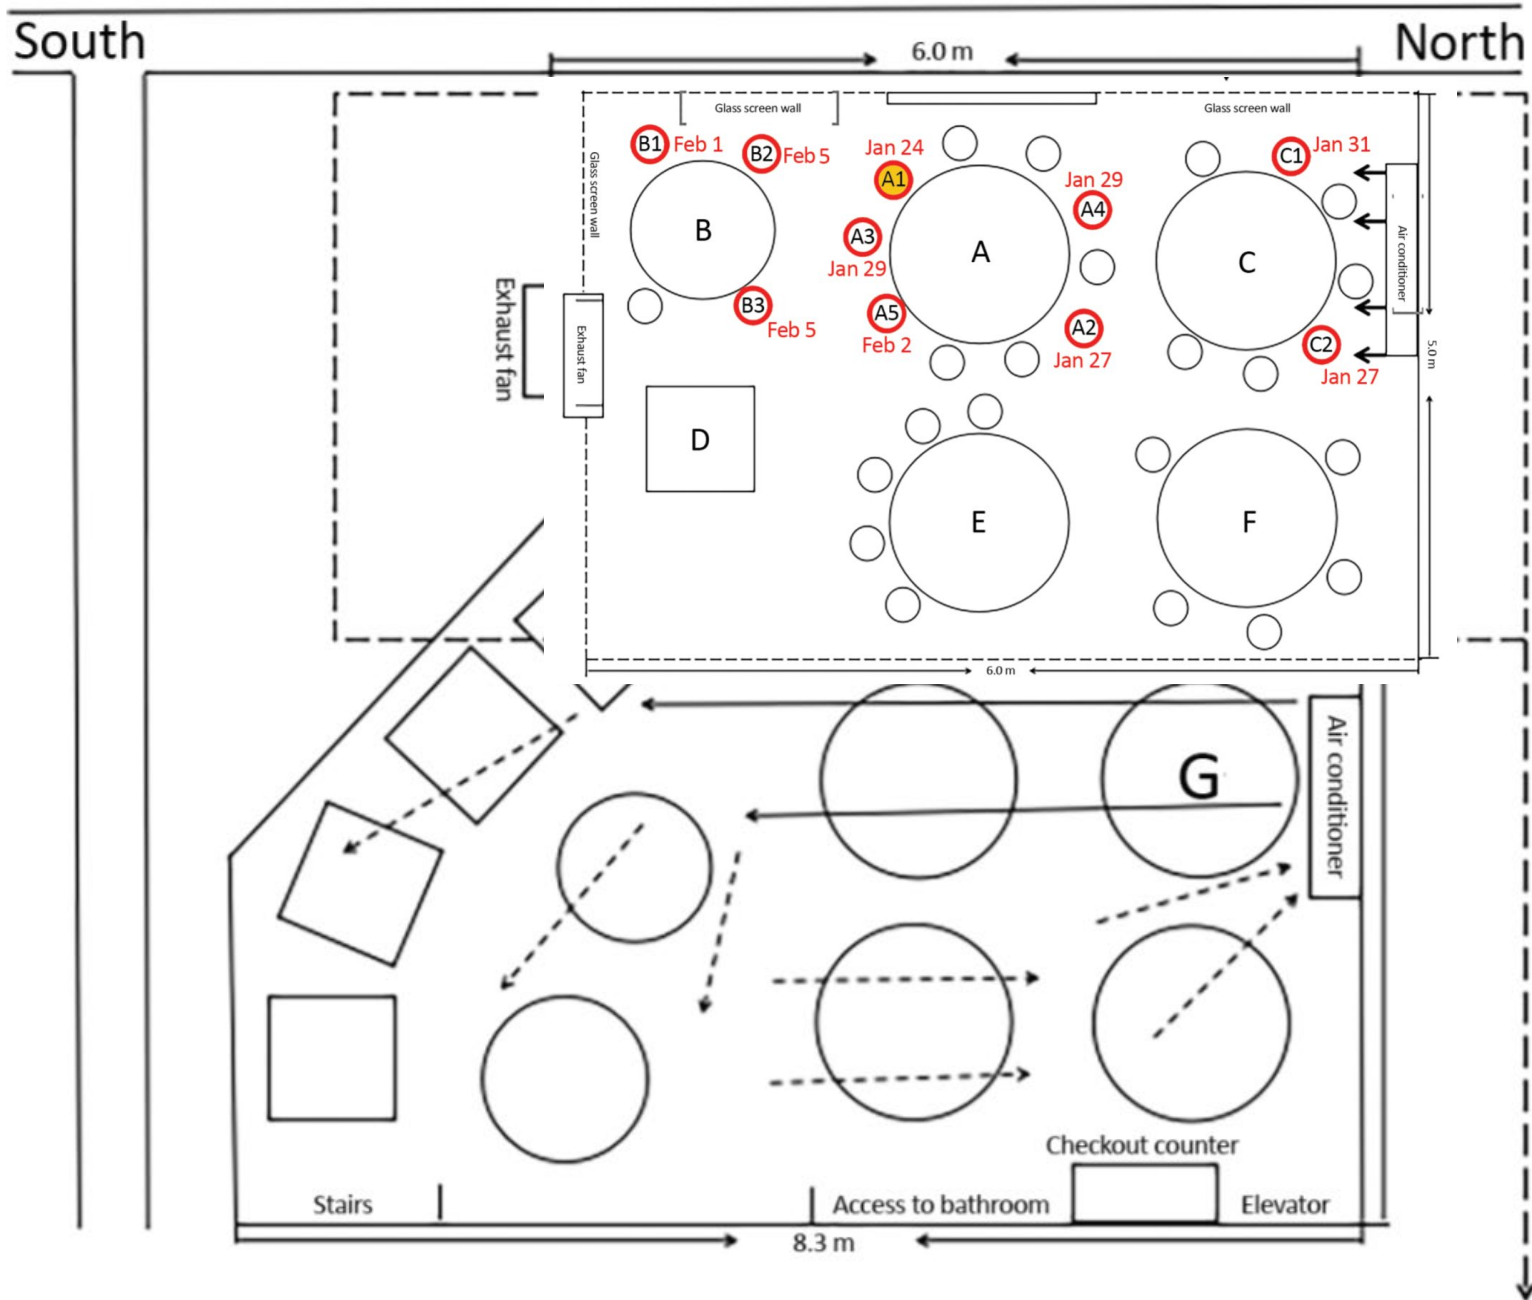 South
6.0 m
North
Glass screen wall
Glass screen wall
B1 Feb 1
B2 Feb 5
Jan 24
A1
C1 Jan 31
Glass screen wall
Jan 29
A4
B
A3
A
C
Air conditioner
Jan 29
Exhaust fan
Exhaust fan
B3
Feb 5
A5
Feb 2
A2
Jan 27
C2
Jan 27
5.0 m
D
E
F
6.0 m
G
Air conditioner
Checkout counter
Stairs
Access to bathroom
Elevator
8.3 m